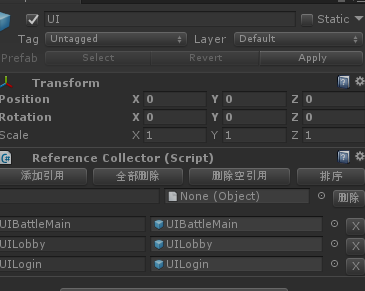 UI Static
Tag Untagged Layer Default
Prefab Select Revert Apply
Transform
Position X 0 Y 0 Z 0
Rotation X 0 Y 0 Z 0
Scale X 1 Y 1 Z 1
Reference Collector (Script)
添加引用 全部删除 删除空引用 排序
None (Object) 删除
UIBattleMain UIBattleMain X
UILobby UILobby X
UILogin UILogin X